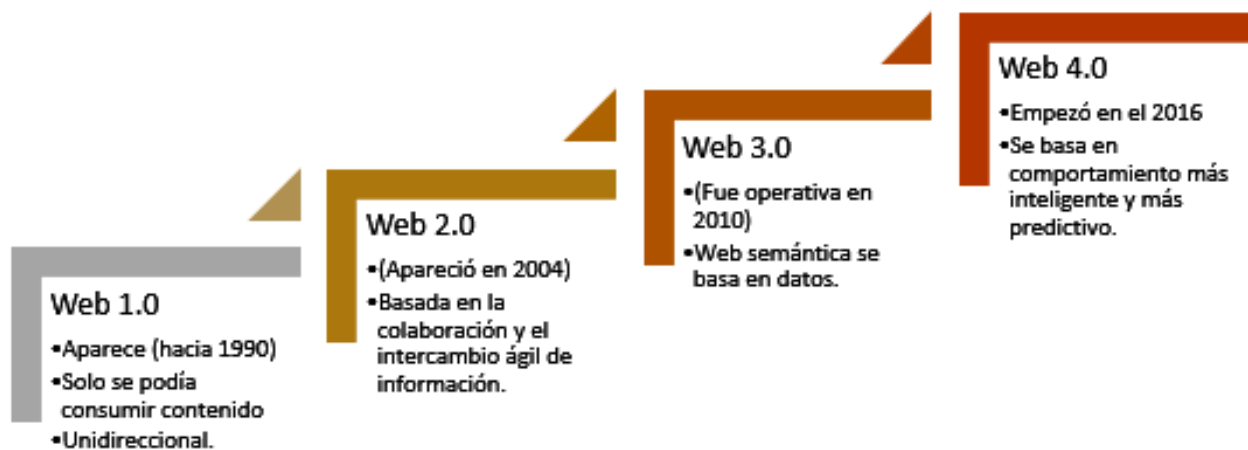 Web 1.0
•Aparece (hacia 1990)
•Solo se podía
consumir contenido
•Unidireccional.
Web 2.0
•(Apareció en 2004)
•Basada en la
colaboración y el
intercambio ágil de
información.
Web 3.0
•(Fue operativa en
2010)
•Web semántica se
basa en datos.
Web 4.0
•Empezó en el 2016
•Se basa en
comportamiento más
inteligente y más
predictivo.